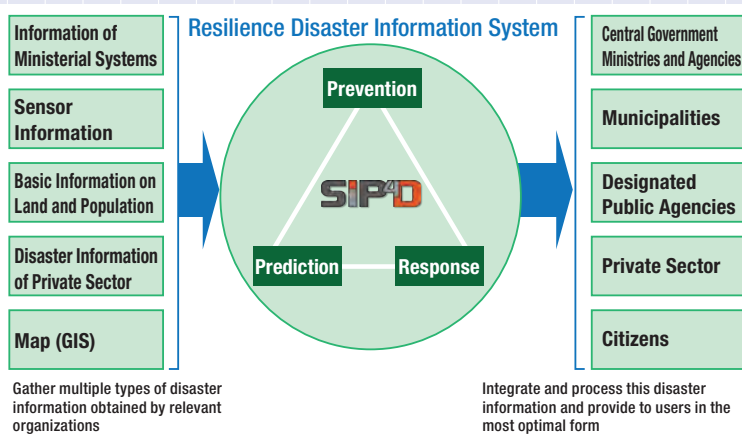 Resilience Disaster Information System
Information of
Ministerial Systems
Sensor
Information
Basic Information on
Land and Population
Disaster Information
of Private Sector
Map (GIS)
Gather multiple types of disaster
information obtained by relevant
organizations
Prevention
SIP4D
Prediction
Response
Central Government
Ministries and Agencies
Municipalities
Designated
Public Agencies
Private Sector
Citizens
Integrate and process this disaster
information and provide to users in the
most optimal form